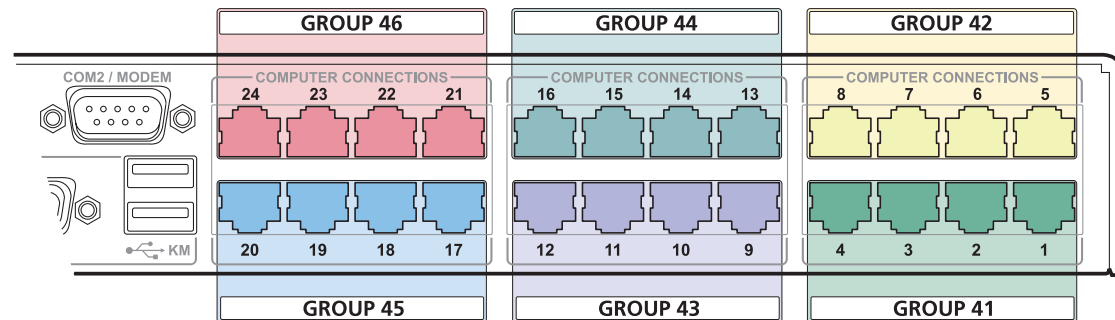 GROUP 46 GROUP 44 GROUP 42
COM2 / MODEM COMPUTER CONNECTIONS COMPUTER CONNECTIONS COMPUTER CONNECTIONS
24 23 22 21 16 15 14 13 8 7 6 5
KM 20 19 18 17 12 11 10 9 4 3 2 1
GROUP 45 GROUP 43 GROUP 41